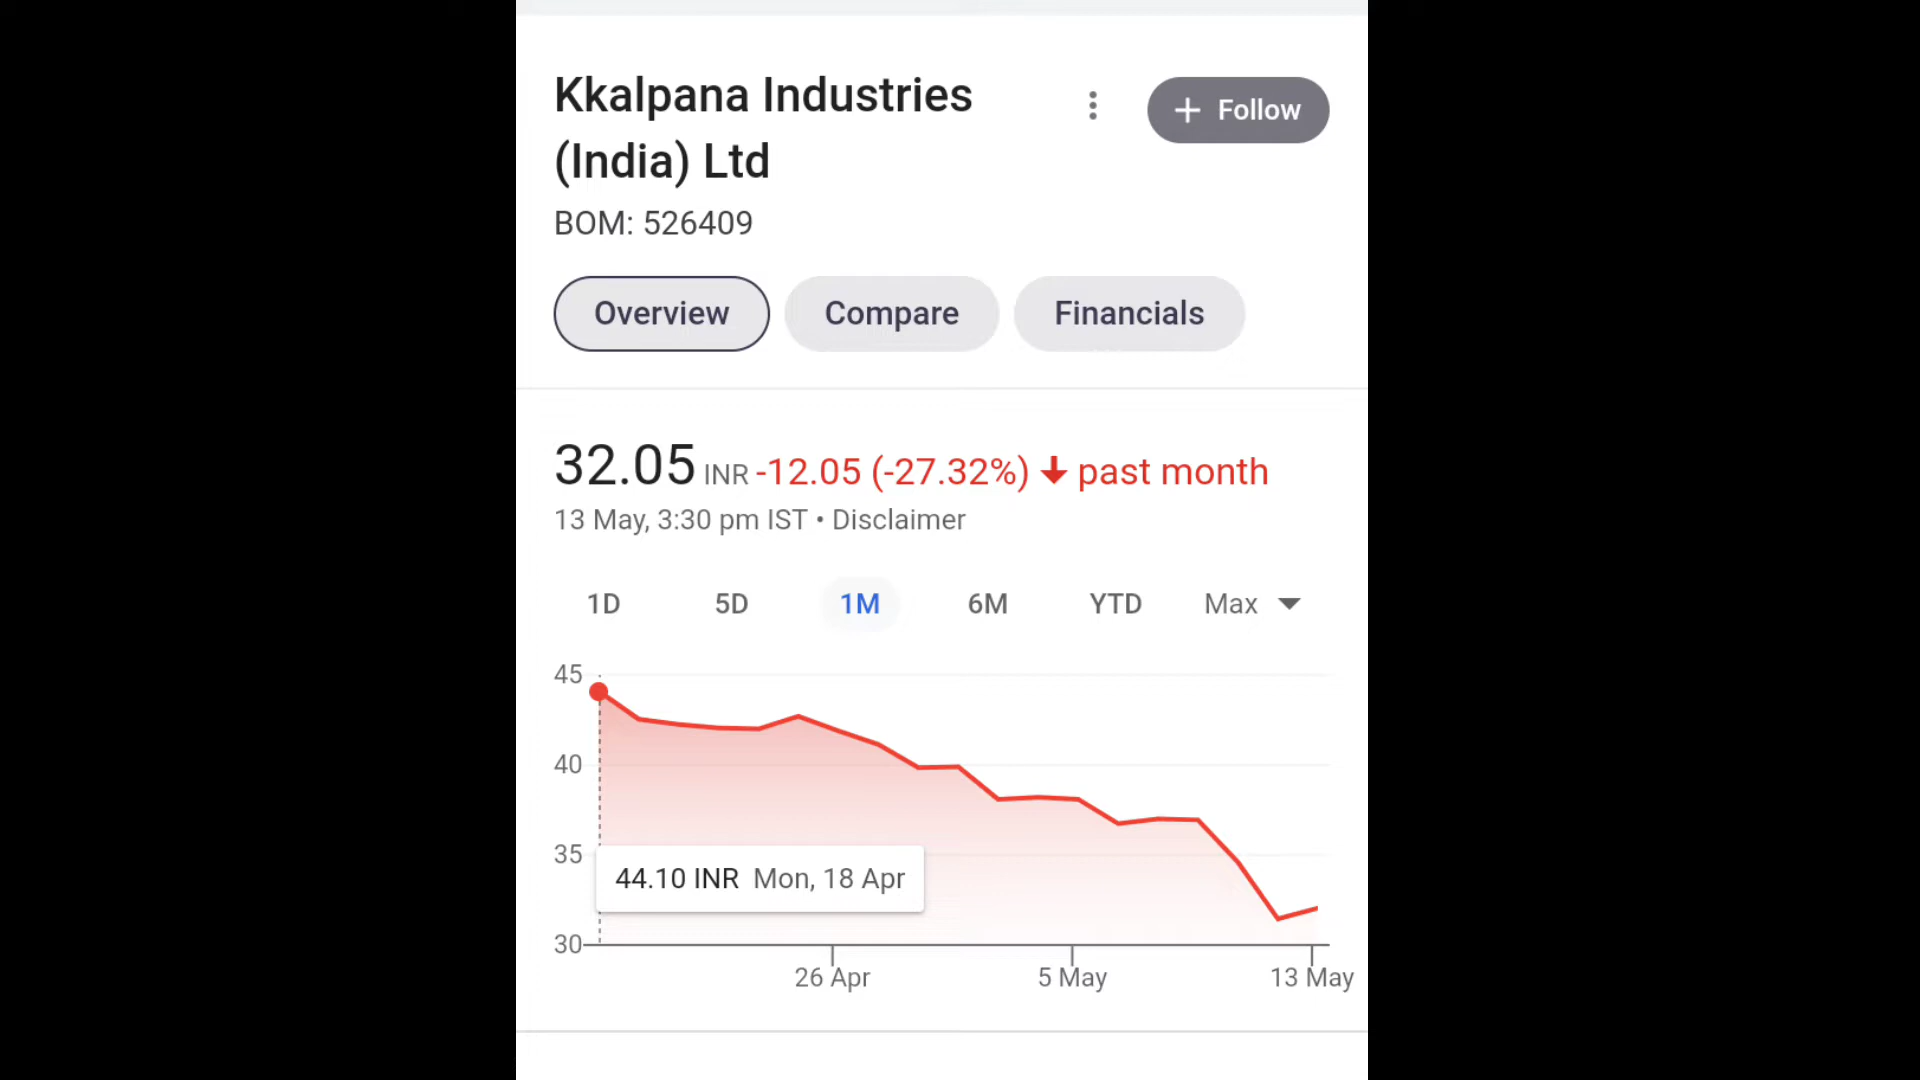 Kkalpana Industries
(India) Ltd
+ Follow
BOM: 526409
Overview Compare Financials
32.05 INR -12.05 (-27.32%) ↓ past month
13 May, 3:30 pm IST • Disclaimer
1D 5D 1M 6M YTD Max
45
40
35
44.10 INR Mon, 18 Apr
30
26 Apr 5 May 13 May